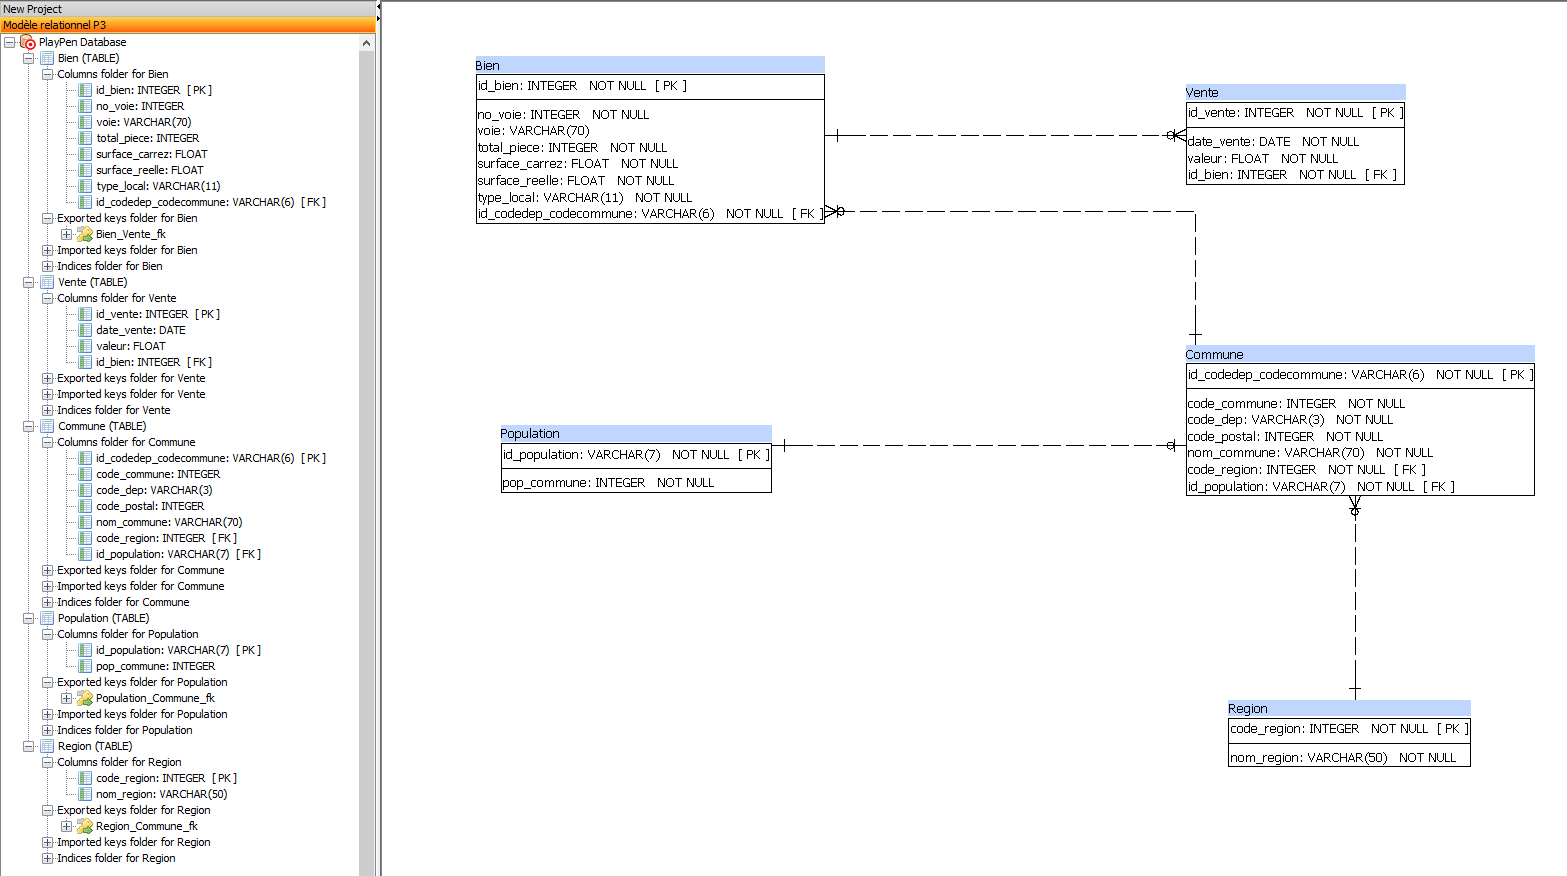 New Project
Modèle relationnel P3
PlayPen Database
Bien (TABLE)
Columns folder for Bien
id_bien: INTEGER [ PK ]
no_voie: INTEGER
voie: VARCHAR(70)
total_piece: INTEGER
surface_carrez: FLOAT
surface_reelle: FLOAT
type_local: VARCHAR(11)
id_codedep_codecommune: VARCHAR(6) [ FK ]
Exported keys folder for Bien
Bien_Vente_fk
Imported keys folder for Bien
Indices folder for Bien
Vente (TABLE)
Columns folder for Vente
id_vente: INTEGER [ PK ]
date_vente: DATE
valeur: FLOAT
id_bien: INTEGER [ FK ]
Exported keys folder for Vente
Imported keys folder for Vente
Indices folder for Vente
Commune (TABLE)
Columns folder for Commune
id_codedep_codecommune: VARCHAR(6) [ PK ]
code_commune: INTEGER
code_dep: VARCHAR(3)
code_postal: INTEGER
nom_commune: VARCHAR(70)
code_region: INTEGER [ FK ]
id_population: VARCHAR(7) [ FK ]
Exported keys folder for Commune
Imported keys folder for Commune
Indices folder for Commune
Population (TABLE)
Columns folder for Population
id_population: VARCHAR(7) [ PK ]
pop_commune: INTEGER
Exported keys folder for Population
Population_Commune_fk
Imported keys folder for Population
Indices folder for Population
Region (TABLE)
Columns folder for Region
code_region: INTEGER [ PK ]
nom_region: VARCHAR(50)
Exported keys folder for Region
Region_Commune_fk
Imported keys folder for Region
Indices folder for Region
Bien
id_bien: INTEGER NOT NULL [ PK ]
no_voie: INTEGER NOT NULL
voie: VARCHAR(70)
total_piece: INTEGER NOT NULL
surface_carrez: FLOAT NOT NULL
surface_reelle: FLOAT NOT NULL
type_local: VARCHAR(11) NOT NULL
id_codedep_codecommune: VARCHAR(6) NOT NULL [ FK ]
Vente
id_vente: INTEGER NOT NULL [ PK ]
date_vente: DATE NOT NULL
valeur: FLOAT NOT NULL
id_bien: INTEGER NOT NULL [ FK ]
Commune
id_codedep_codecommune: VARCHAR(6) NOT NULL [ PK ]
code_commune: INTEGER NOT NULL
code_dep: VARCHAR(3) NOT NULL
code_postal: INTEGER NOT NULL
nom_commune: VARCHAR(70) NOT NULL
code_region: INTEGER NOT NULL [ FK ]
id_population: VARCHAR(7) NOT NULL [ FK ]
Population
id_population: VARCHAR(7) NOT NULL [ PK ]
pop_commune: INTEGER NOT NULL
Region
code_region: INTEGER NOT NULL [ PK ]
nom_region: VARCHAR(50) NOT NULL